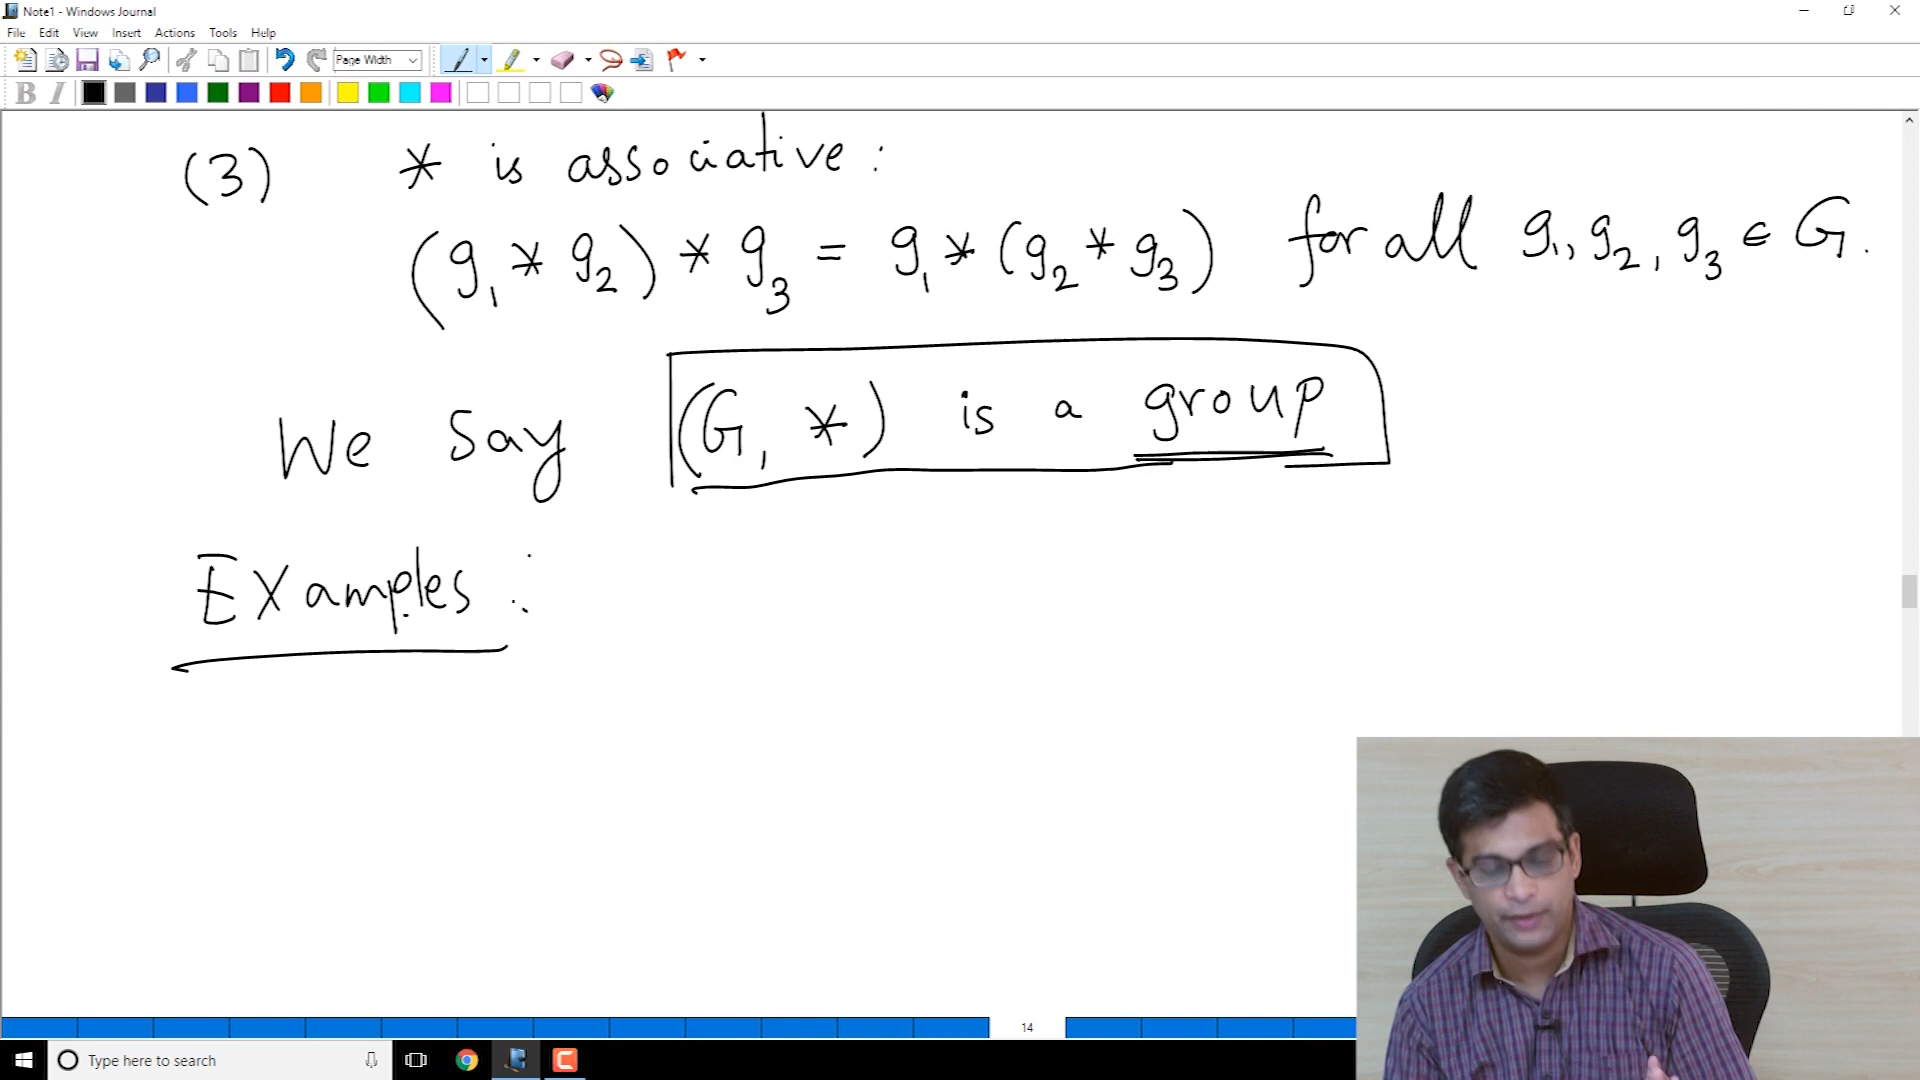 Note1 - Windows Journal
File Edit View Insert Actions Tools Help
Page Width
B I
(3) * is associative:
(g₁ * g₂) * g₃ = g₁ * (g₂ * g₃) for all g₁, g₂, g₃ ∈ G.
We say (G, *) is a group
Examples:
14
Type here to search